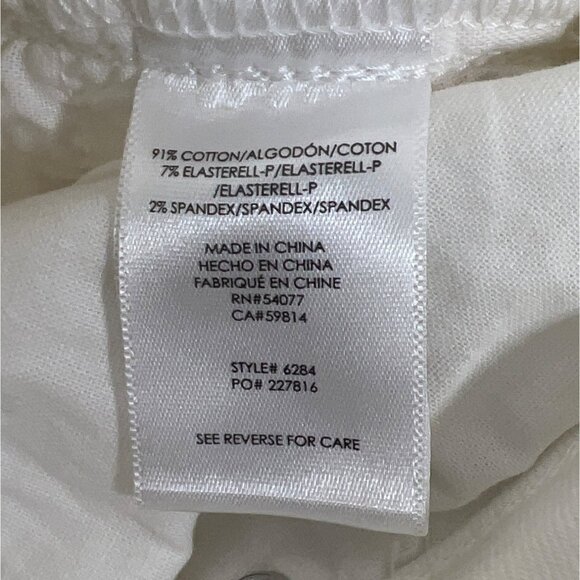 91% COTTON/ALGODÓN/COTON
7% ELASTERELL-P/ELASTERELL-P
/ELASTERELL-P
2% SPANDEX/SPANDEX/SPANDEX
MADE IN CHINA
HECHO EN CHINA
FABRIQUÉ EN CHINE
RN#54077
CA#59814
STYLE# 6284
PO# 227816
SEE REVERSE FOR CARE